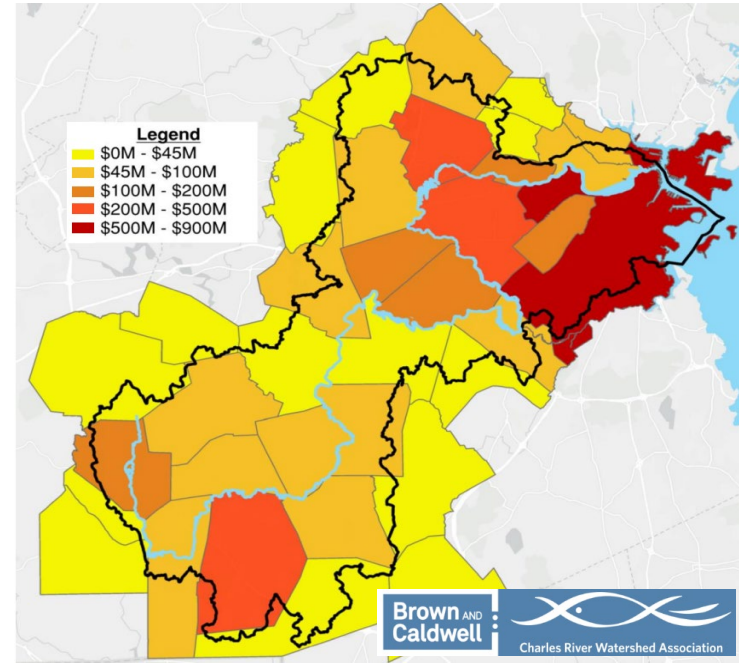 Legend
$0M - $45M
$45M - $100M
$100M - $200M
$200M - $500M
$500M - $900M
Brown AND
Caldwell
Charles River Watershed Association